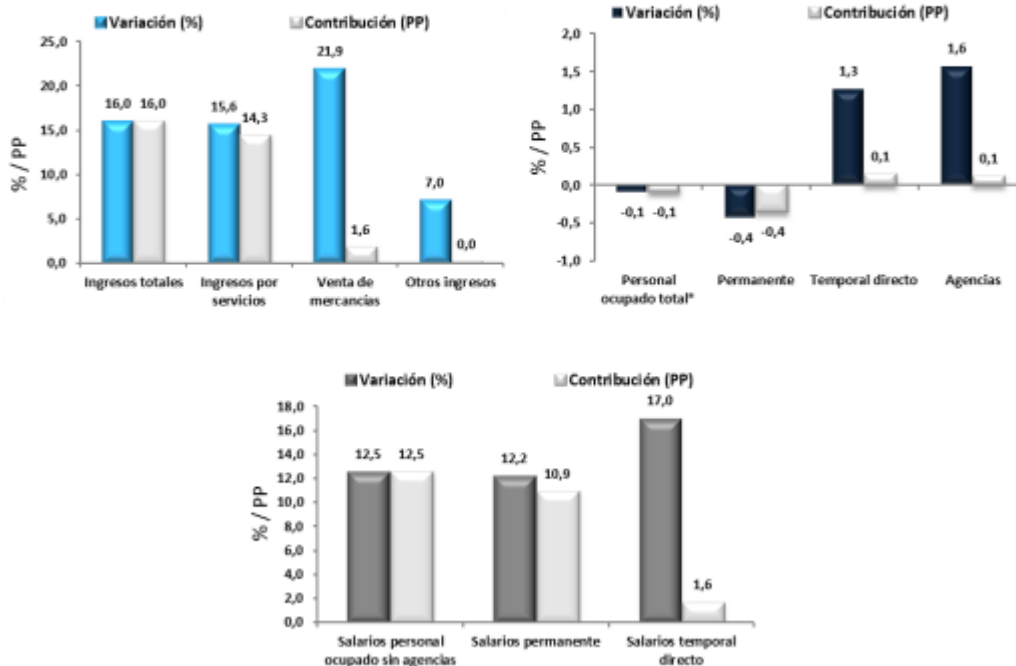 Variación (%) Contribución (PP)
% / PP
25,0
20,0
15,0
10,0
5,0
0,0
16,0 16,0 15,6 14,3 21,9 1,6 7,0 0,0
Ingresos totales Ingresos por Venta de Otros ingresos
servicios mercancias
Variación (%) Contribución (PP)
% / PP
2,0
1,5
1,0
0,5
0,0
-0,5
-1,0
-0,1 -0,1 -0,4 -0,4 1,3 0,1 1,6 0,1
Personal Permanente Temporal directo Agencias
ocupado total*
Variación (%) Contribución (PP)
% / PP
18,0
16,0
14,0
12,0
10,0
8,0
6,0
4,0
2,0
0,0
12,5 12,5 12,2 10,9 17,0 1,6
Salarios personal Salarios permanente Salarios temporal
ocupado sin agencias directo